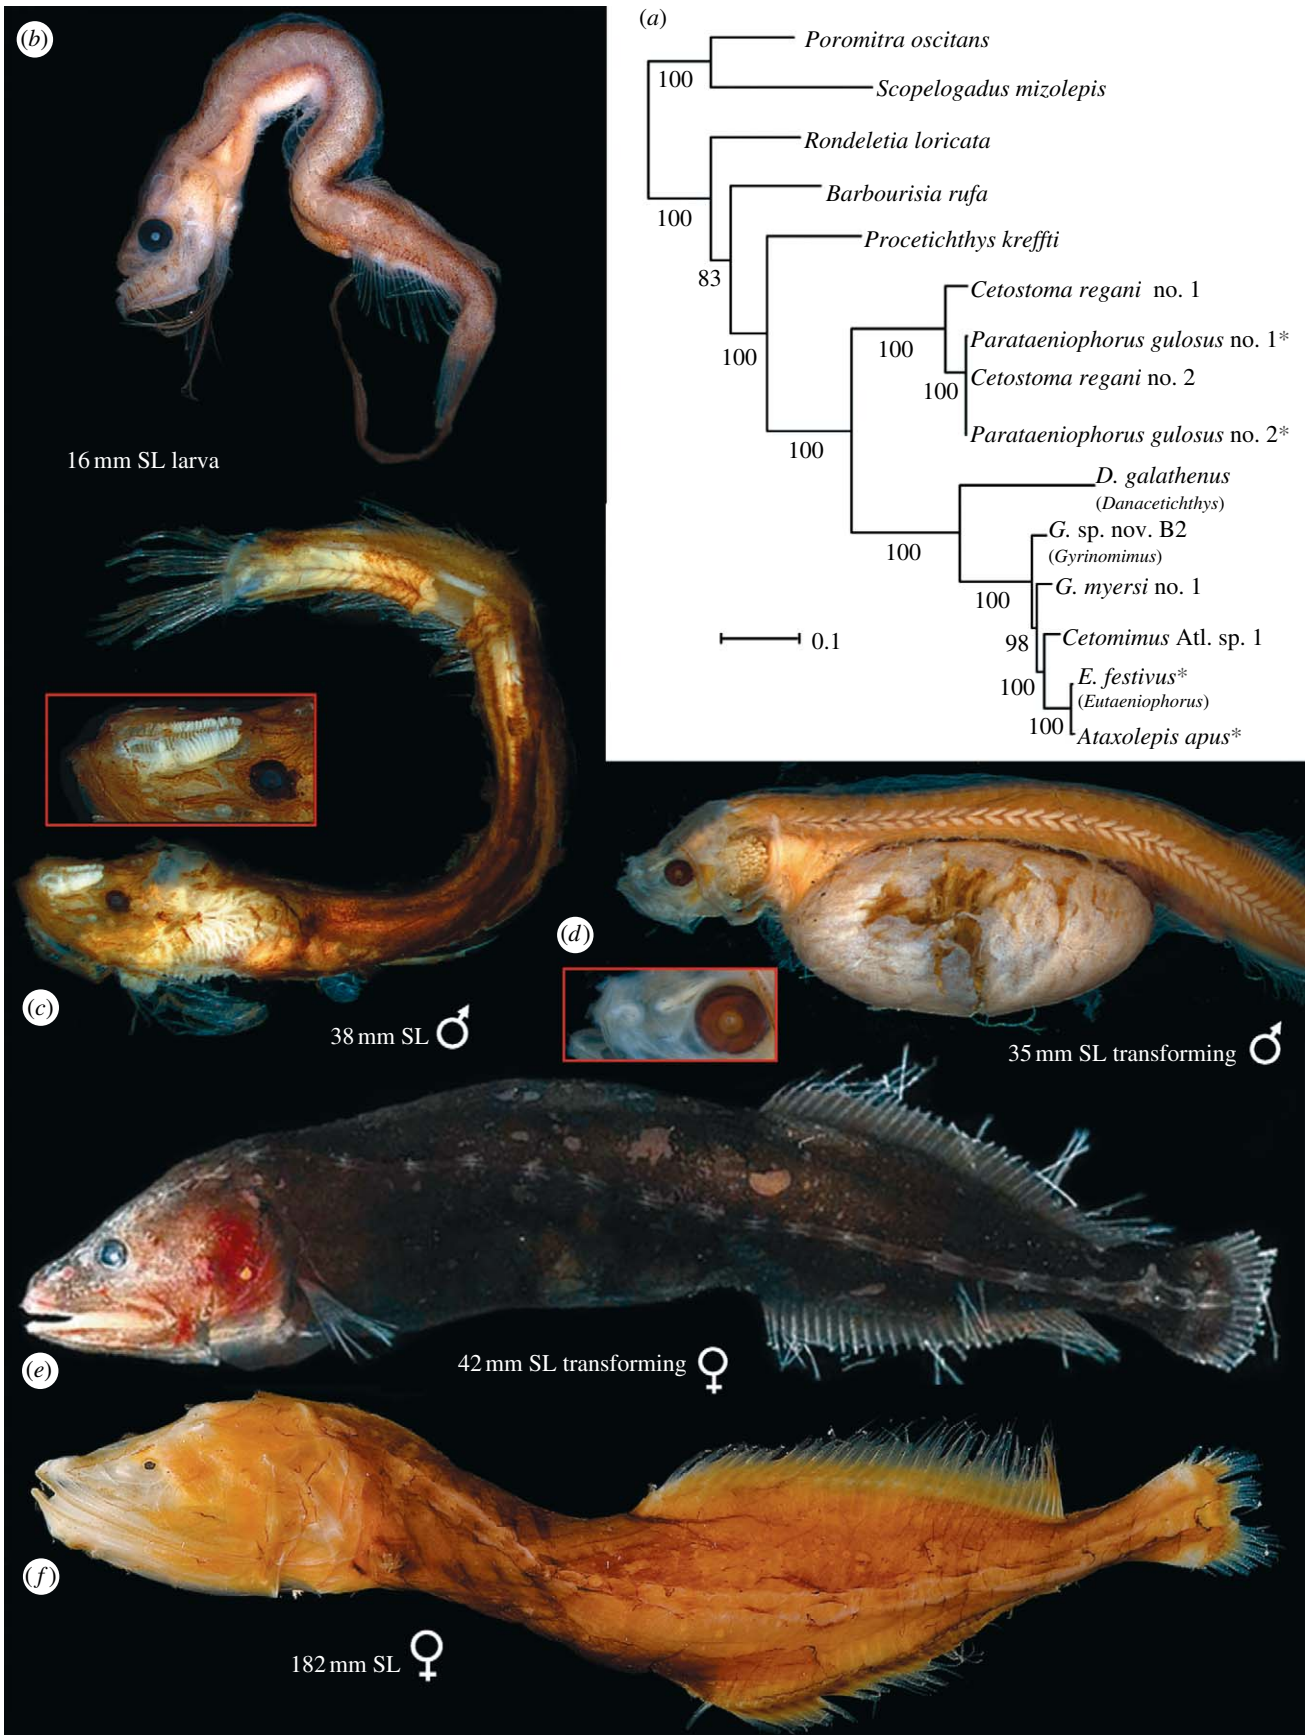 (b)
16 mm SL larva
(a)
Poromitra oscitans
100
Scopelogadus mizolepis
Rondeletia loricata
100
Barbourisia rufa
83
Procetichthys kreffti
100
Cetostoma regani no. 1
100
Parataeniophorus gulosus no. 1*
100
Cetostoma regani no. 2
Parataeniophorus gulosus no. 2*
100
D. galathenus
(Danacetichthys)
100
G. sp. nov. B2
(Gyrinomimus)
100
G. myersi no. 1
0.1
98
Cetomimus Atl. sp. 1
100
E. festivus*
(Eutaeniophorus)
100
Ataxolepis apus*
(c)
38 mm SL ♂
(d)
35 mm SL transforming ♂
(e)
42 mm SL transforming ♀
(f)
182 mm SL ♀